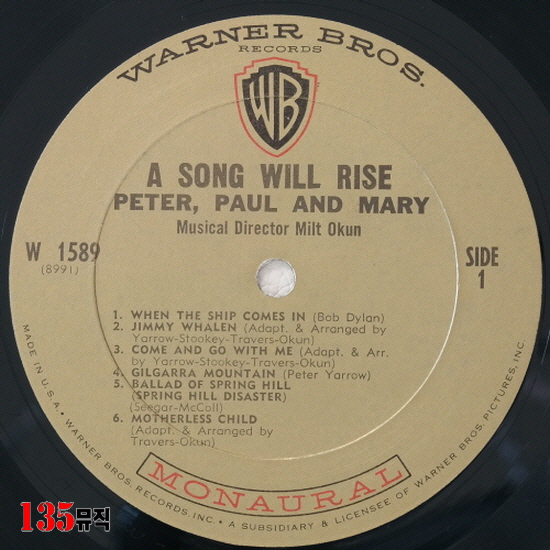 WARNER BROS.
RECORDS
WB
A SONG WILL RISE
PETER, PAUL AND MARY
Musical Director Milt Okun
W 1589
(8991)
SIDE
1
1. WHEN THE SHIP COMES IN (Bob Dylan)
2. JIMMY WHALEN (Adapt. & Arranged by
Yarrow-Stookey-Travers-Okun)
3. COME AND GO WITH ME (Adapt. & Arr.
by Yarrow-Stookey-Travers-Okun)
4. GILGARRA MOUNTAIN (Peter Yarrow)
5. BALLAD OF SPRING HILL
(SPRING HILL DISASTER)
(Seegar-McColl)
6. MOTHERLESS CHILD
(Adapt. & Arranged by
Travers-Okun)
MONAURAL
MADE IN U.S.A. • WARNER BROS. RECORDS, INC. • A SUBSIDIARY & LICENSEE OF WARNER BROS. PICTURES, INC.
135뮤직